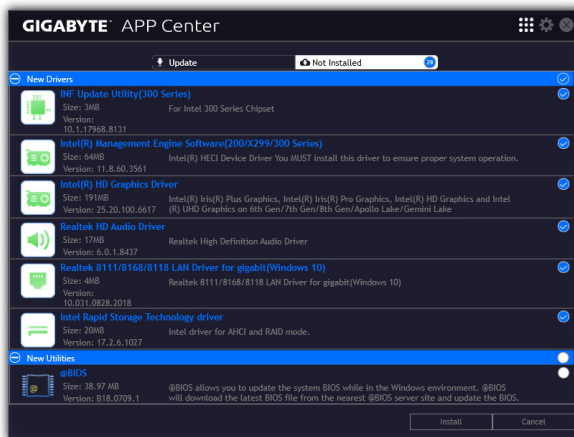 GIGABYTE™ APP Center
Update
Not Installed
29
New Drivers
INF Update Utility(300 Series)
Size: 3MB
For Intel 300 Series Chipset
Version:
10.1.17968.8131
Intel(R) Management Engine Software(200/X299/300 Series)
Size: 64MB
Intel(R) HECI Device Driver You MUST install this driver to ensure proper system operation.
Version: 11.8.60.3561
Intel(R) HD Graphics Driver
Size: 191MB
Intel(R) Iris(R) Plus Graphics, Intel(R) Iris(R) Pro Graphics, Intel(R) HD Graphics and Intel
Version: 25.20.100.6617
(R) UHD Graphics on 6th Gen/7th Gen/8th Gen/Apollo Lake/Gemini Lake
Realtek HD Audio Driver
Size: 17MB
Realtek High Definition Audio Driver
Version: 6.0.1.8437
Realtek 8111/8168/8118 LAN Driver for gigabit(Windows 10)
Size: 4MB
Realtek 8111/8168/8118 LAN Driver for gigabit(Windows 10)
Version:
10.031.0828.2018
Intel Rapid Storage Technology driver
Size: 20MB
Intel driver for AHCI and RAID mode.
Version: 17.2.6.1027
New Utilities
@BIOS
Size: 38.97 MB
@BIOS allows you to update the system BIOS while in the Windows environment. @BIOS
Version: B18.0709.1
will download the latest BIOS file from the nearest @BIOS server site and update the BIOS.
@
Install
Cancel